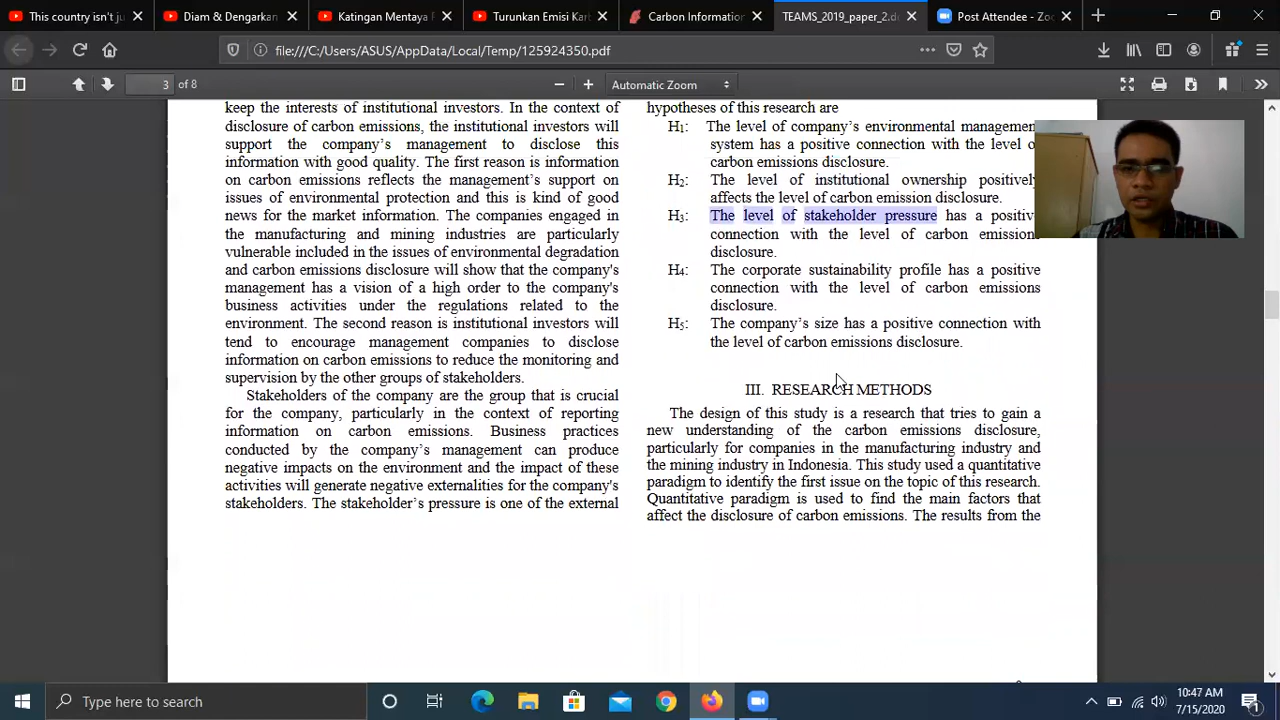 This country isn't ju
Diam & Dengarkan
Katingan Mentaya
Turunkan Emisi Kar
Carbon Information
TEAMS_2019_paper_2.do
Post Attendee - Zoo
file:///C:/Users/ASUS/AppData/Local/Temp/125924350.pdf
3 of 8
Automatic Zoom
keep the interests of institutional investors. In the context of
disclosure of carbon emissions, the institutional investors will
support the company's management to disclose this
information with good quality. The first reason is information
on carbon emissions reflects the management's support on
issues of environmental protection and this is kind of good
news for the market information. The companies engaged in
the manufacturing and mining industries are particularly
vulnerable included in the issues of environmental degradation
and carbon emissions disclosure will show that the company's
management has a vision of a high order to the company's
business activities under the regulations related to the
environment. The second reason is institutional investors will
tend to encourage management companies to disclose
information on carbon emissions to reduce the monitoring and
supervision by the other groups of stakeholders.
Stakeholders of the company are the group that is crucial
for the company, particularly in the context of reporting
information on carbon emissions. Business practices
conducted by the company's management can produce
negative impacts on the environment and the impact of these
activities will generate negative externalities for the company's
stakeholders. The stakeholder's pressure is one of the external
hypotheses of this research are
H1: The level of company's environmental managemen
system has a positive connection with the level o
carbon emissions disclosure.
H2: The level of institutional ownership positively
affects the level of carbon emission disclosure.
H3: The level of stakeholder pressure has a positive
connection with the level of carbon emissions
disclosure.
H4: The corporate sustainability profile has a positive
connection with the level of carbon emissions
disclosure.
H5: The company's size has a positive connection with
the level of carbon emissions disclosure.
III. RESEARCH METHODS
The design of this study is a research that tries to gain a
new understanding of the carbon emissions disclosure,
particularly for companies in the manufacturing industry and
the mining industry in Indonesia. This study used a quantitative
paradigm to identify the first issue on the topic of this research.
Quantitative paradigm is used to find the main factors that
affect the disclosure of carbon emissions. The results from the
Type here to search
10:47 AM
7/15/2020
1